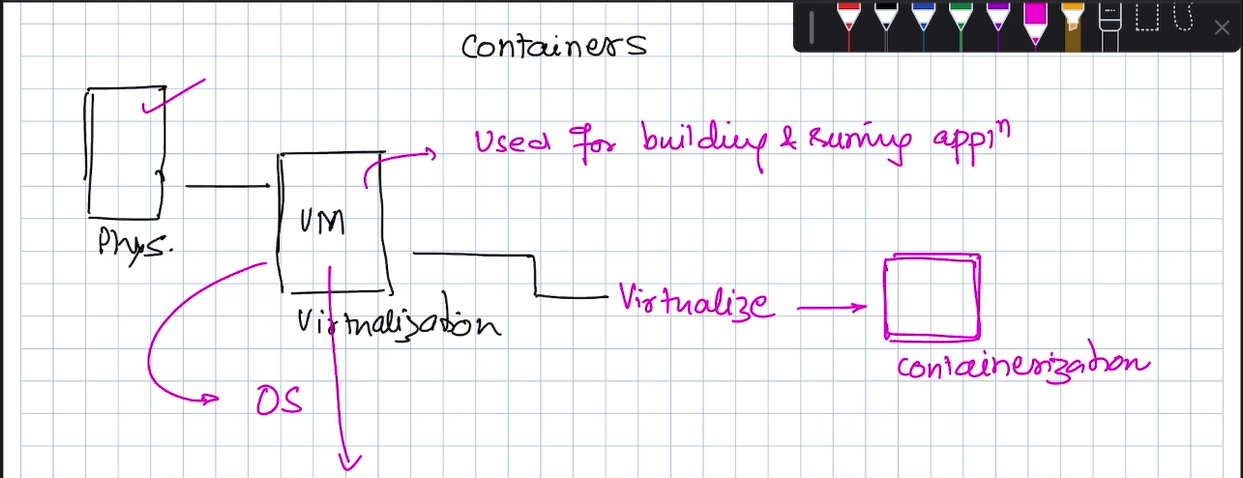 Containers
Used for building & running applⁿ
VM
Phys.
Virtualize
Virtualization
containerization
OS